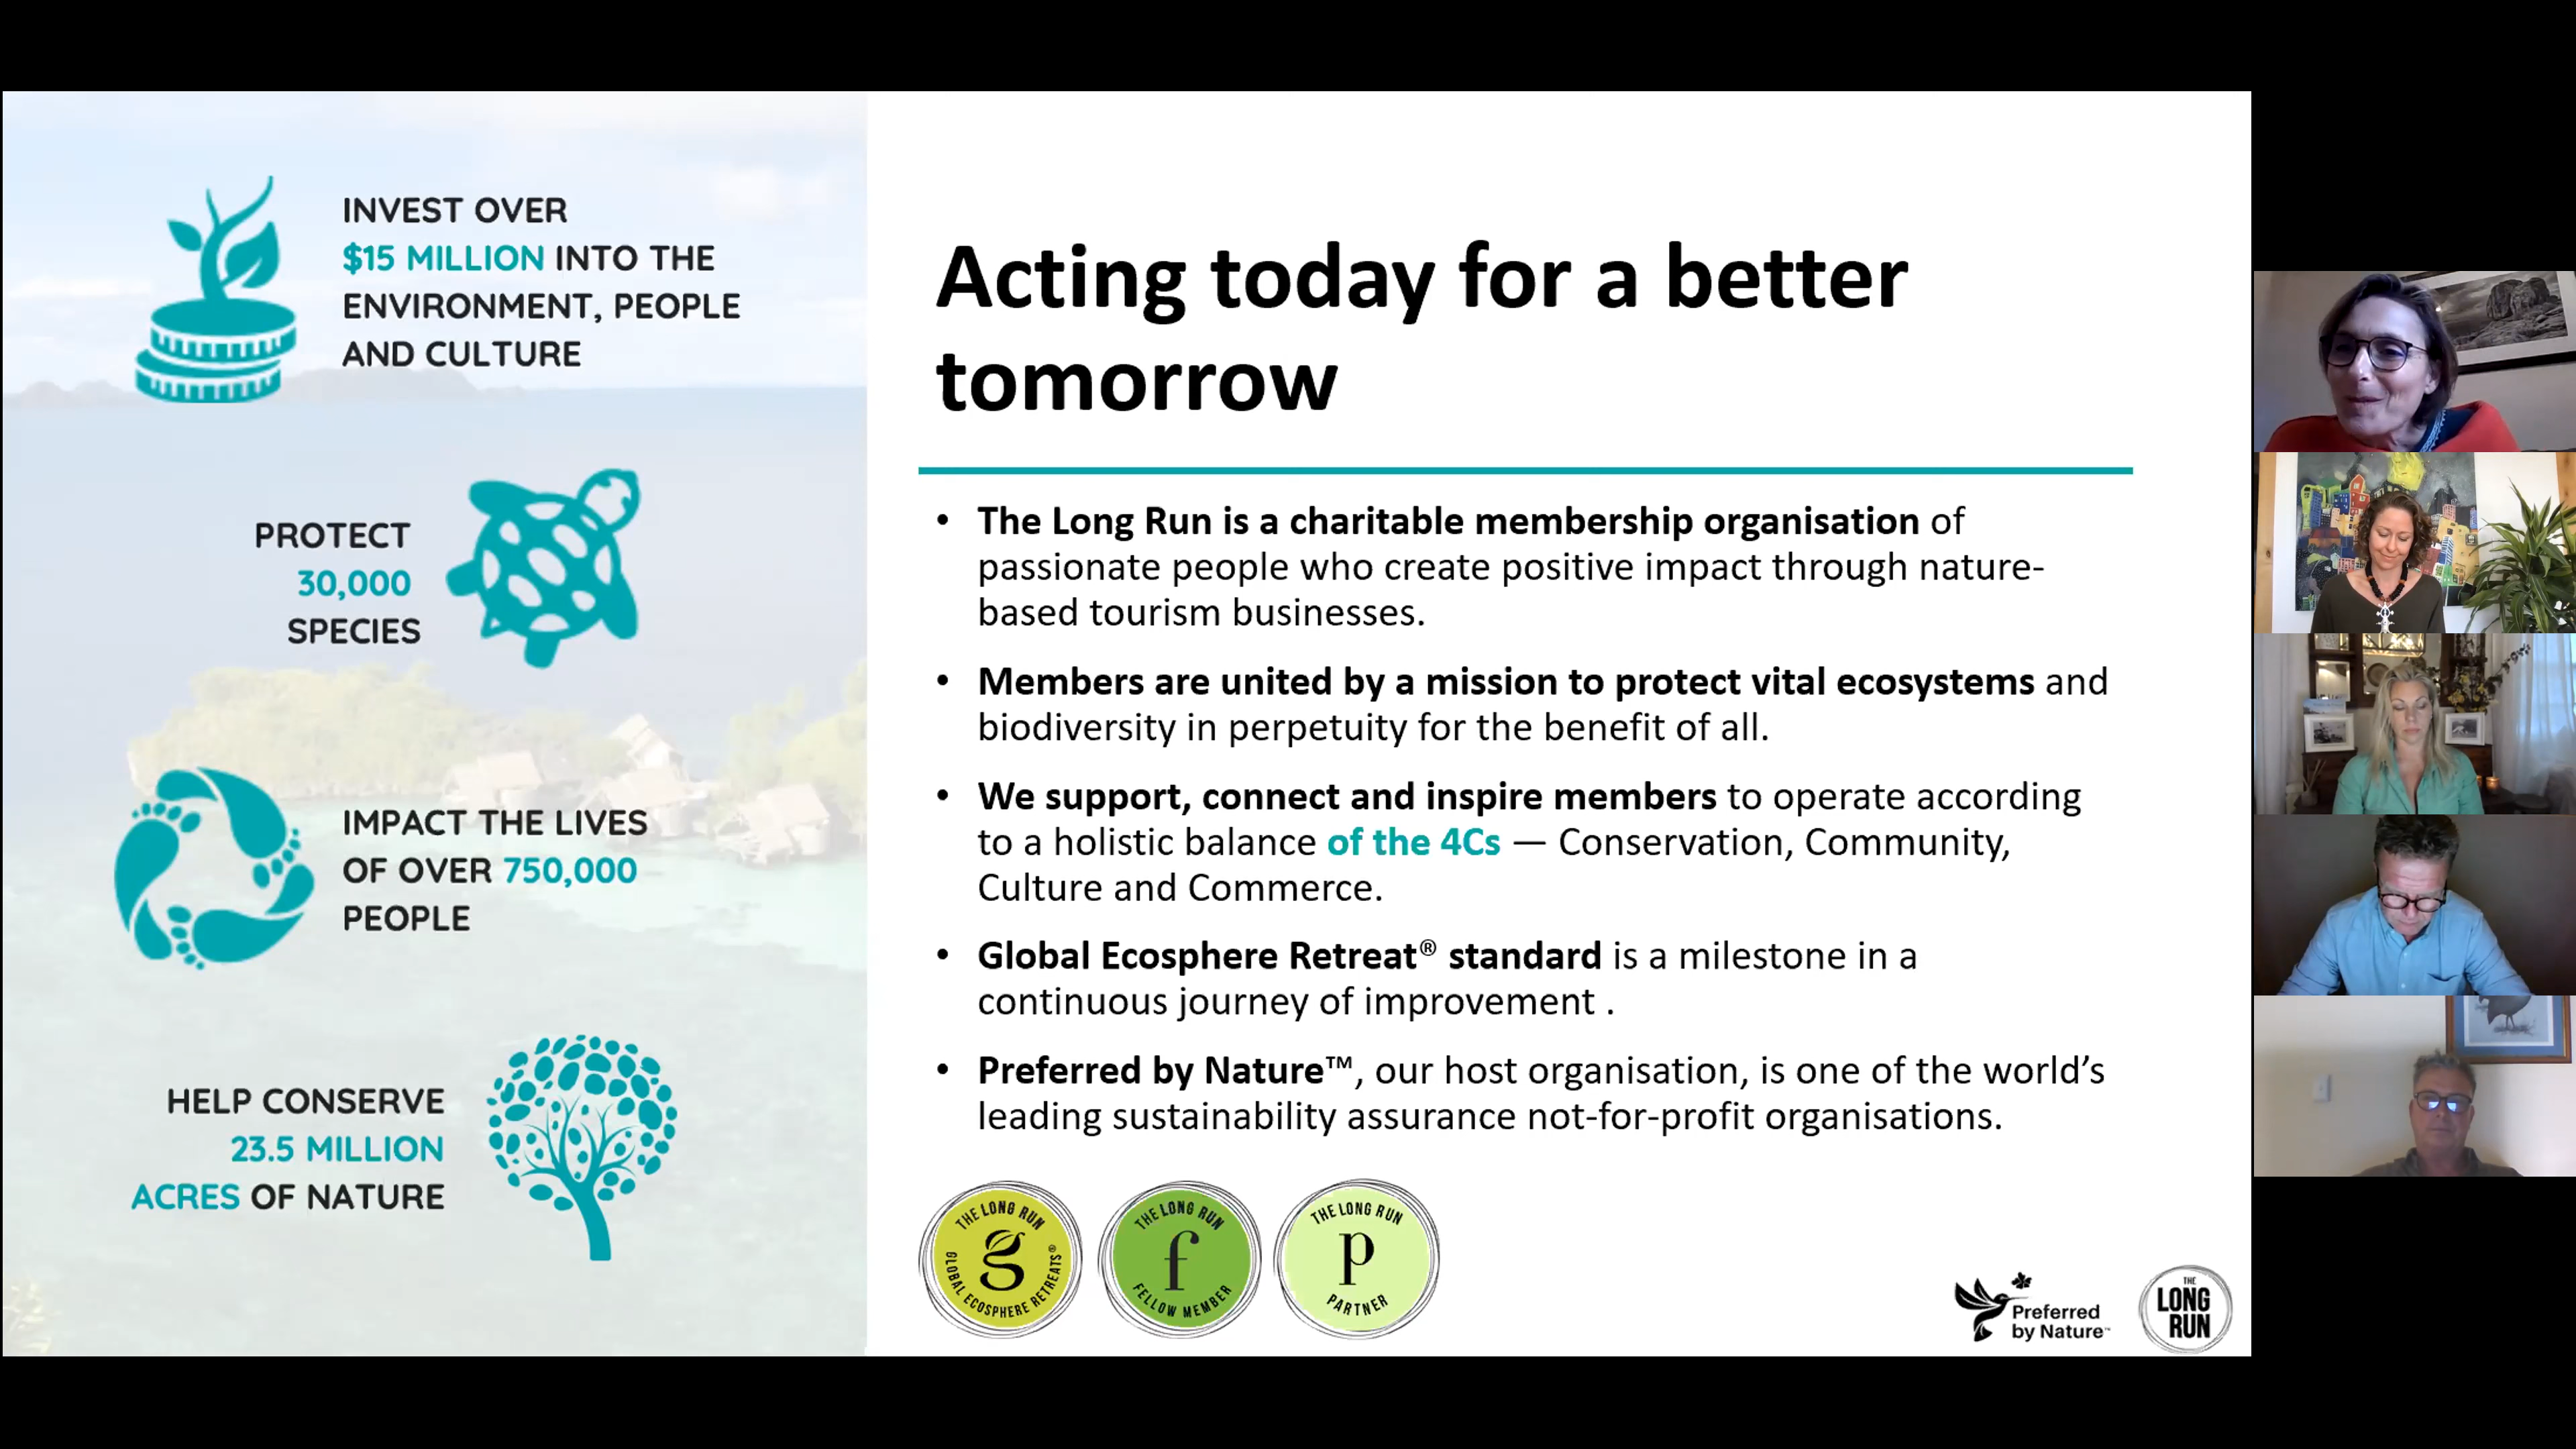 INVEST OVER
$15 MILLION INTO THE
ENVIRONMENT, PEOPLE
AND CULTURE
PROTECT
30,000
SPECIES
IMPACT THE LIVES
OF OVER 750,000
PEOPLE
HELP CONSERVE
23.5 MILLION
ACRES OF NATURE
Acting today for a better
tomorrow
• The Long Run is a charitable membership organisation of
passionate people who create positive impact through nature-
based tourism businesses.
• Members are united by a mission to protect vital ecosystems and
biodiversity in perpetuity for the benefit of all.
• We support, connect and inspire members to operate according
to a holistic balance of the 4Cs — Conservation, Community,
Culture and Commerce.
• Global Ecosphere Retreat® standard is a milestone in a
continuous journey of improvement .
• Preferred by Nature™, our host organisation, is one of the world’s
leading sustainability assurance not-for-profit organisations.
THE LONG RUN
g
GLOBAL ECOSPHERE RETREATS®
THE LONG RUN
f
FELLOW MEMBER
THE LONG RUN
p
PARTNER
Preferred
by Nature™
THE
LONG
RUN